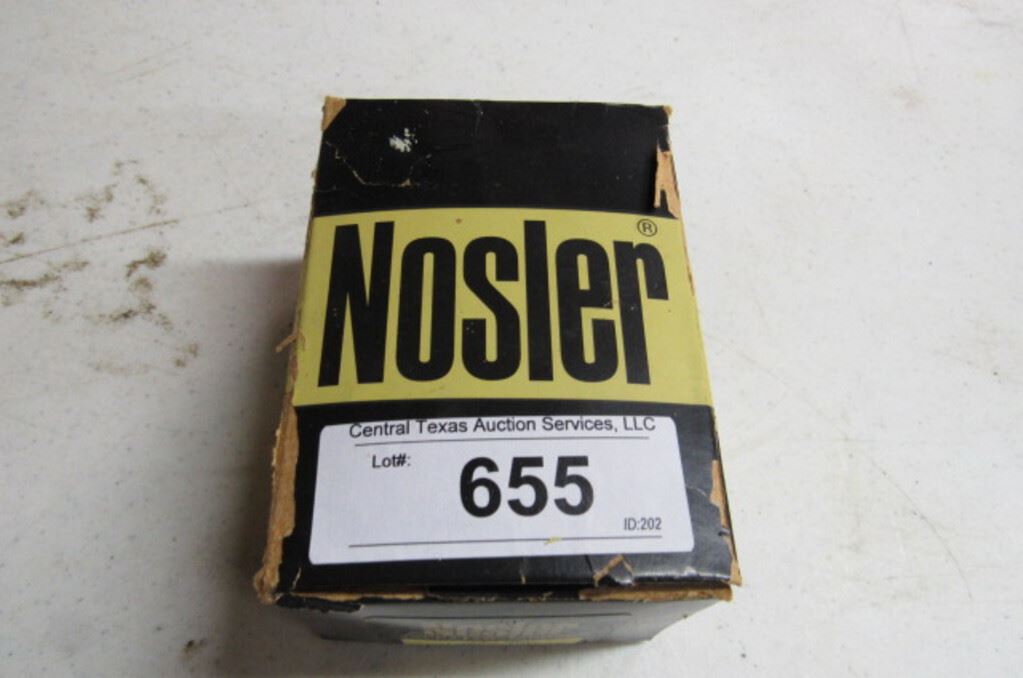 Nosler®
Central Texas Auction Services, LLC
Lot#:
655
ID:202